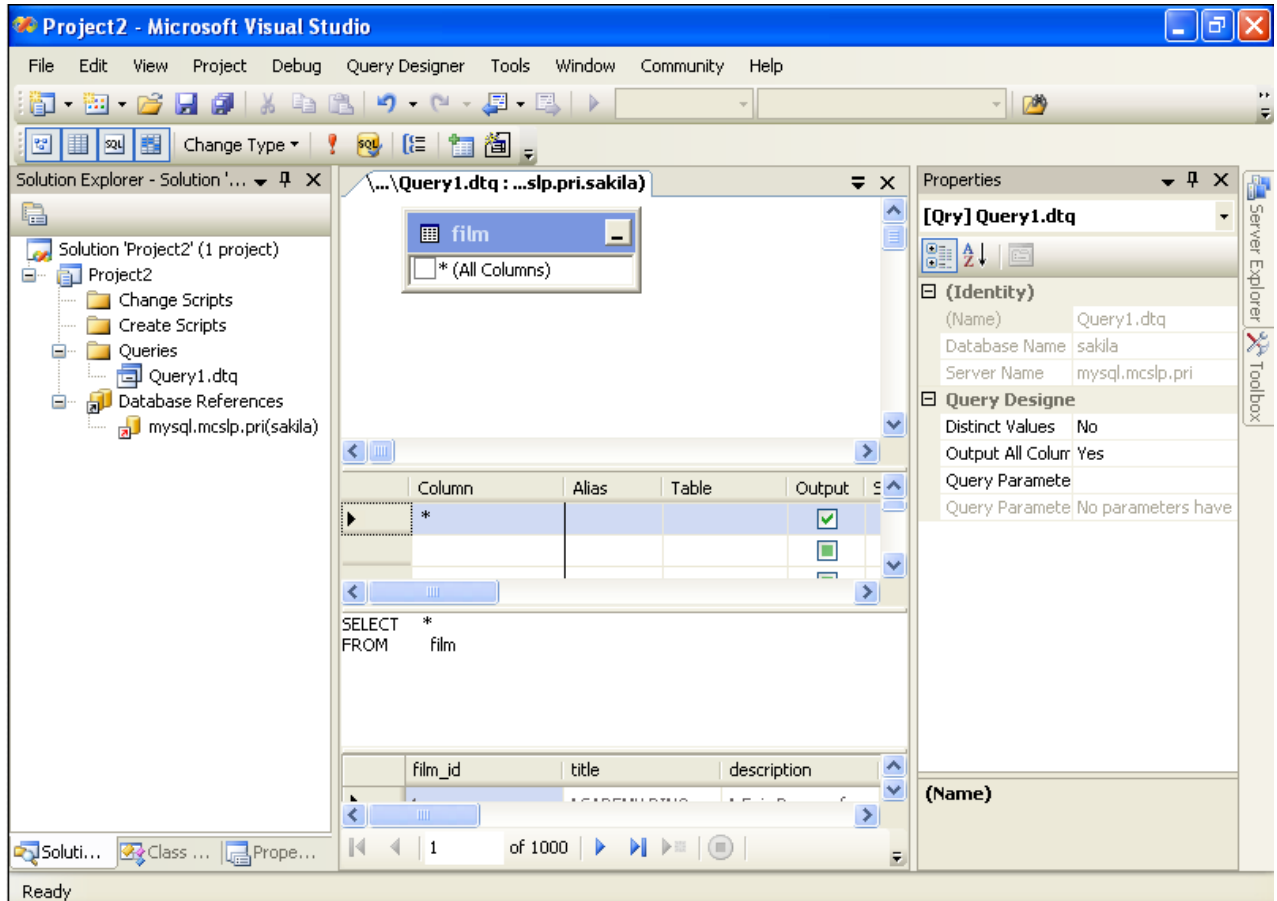 Project2 - Microsoft Visual Studio
File Edit View Project Debug Query Designer Tools Window Community Help
SQL Change Type SQL
Solution Explorer - Solution '...
Solution 'Project2' (1 project)
Project2
Change Scripts
Create Scripts
Queries
Query1.dtq
Database References
mysql.mcslp.pri(sakila)
Soluti... Class ... Prope...
\...\Query1.dtq : ...slp.pri.sakila)
film
* (All Columns)
Column Alias Table Output S
*
SELECT *
FROM film
film_id title description
1 of 1000
Properties
[Qry] Query1.dtq
(Identity)
(Name) Query1.dtq
Database Name sakila
Server Name mysql.mcslp.pri
Query Designe
Distinct Values No
Output All Colum Yes
Query Paramete
Query Paramete No parameters have
(Name)
Server Explorer
Toolbox
Ready